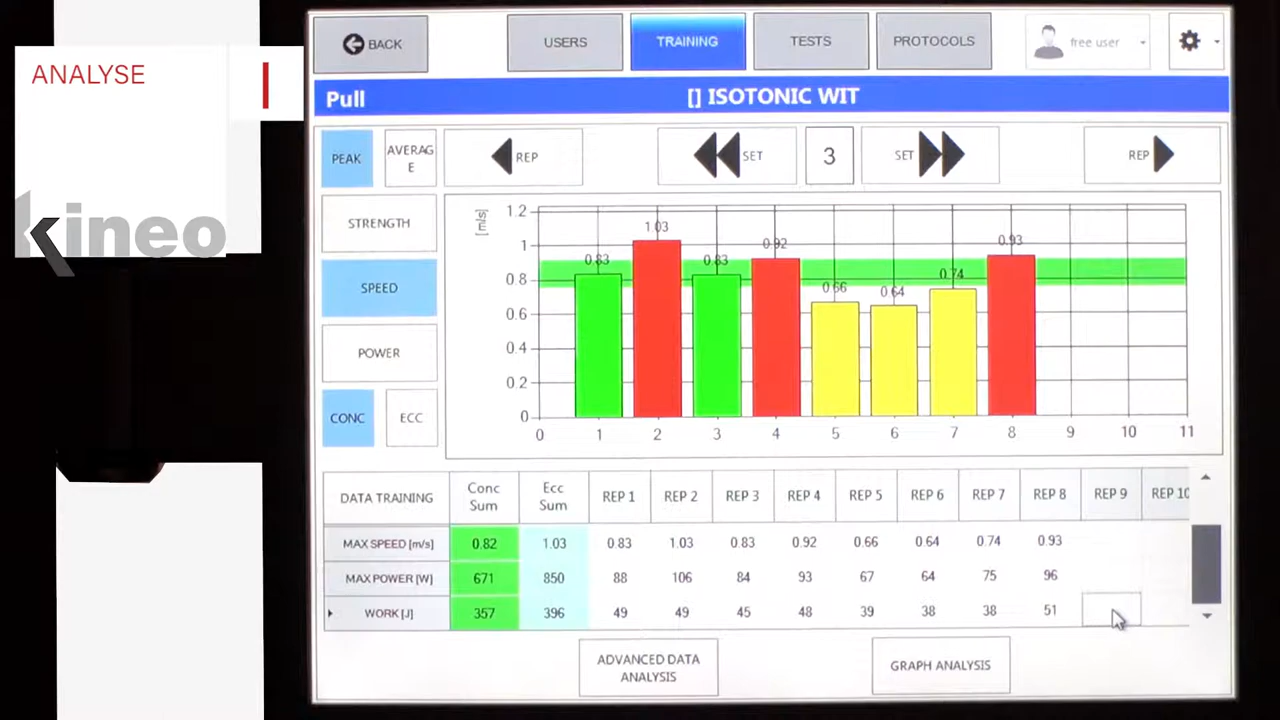 ANALYSE
kineo
BACK
USERS
TRAINING
TESTS
PROTOCOLS
free user
Pull
[] ISOTONIC WIT
PEAK
AVERAG
E
REP
SET
3
SET
REP
STRENGTH
SPEED
POWER
CONC
ECC
[m/s]
1.2
1
0.8
0.6
0.4
0.2
0
0.83
1.03
0.83
0.92
0.66
0.64
0.74
0.93
0 1 2 3 4 5 6 7 8 9 10 11
DATA TRAINING Conc Sum Ecc Sum REP 1 REP 2 REP 3 REP 4 REP 5 REP 6 REP 7 REP 8 REP 9 REP 10
MAX SPEED [m/s] 0.82 1.03 0.83 1.03 0.83 0.92 0.66 0.64 0.74 0.93
MAX POWER [W] 671 850 88 106 84 93 67 64 75 96
WORK [J] 357 396 49 49 45 48 39 38 38 51
ADVANCED DATA
ANALYSIS
GRAPH ANALYSIS